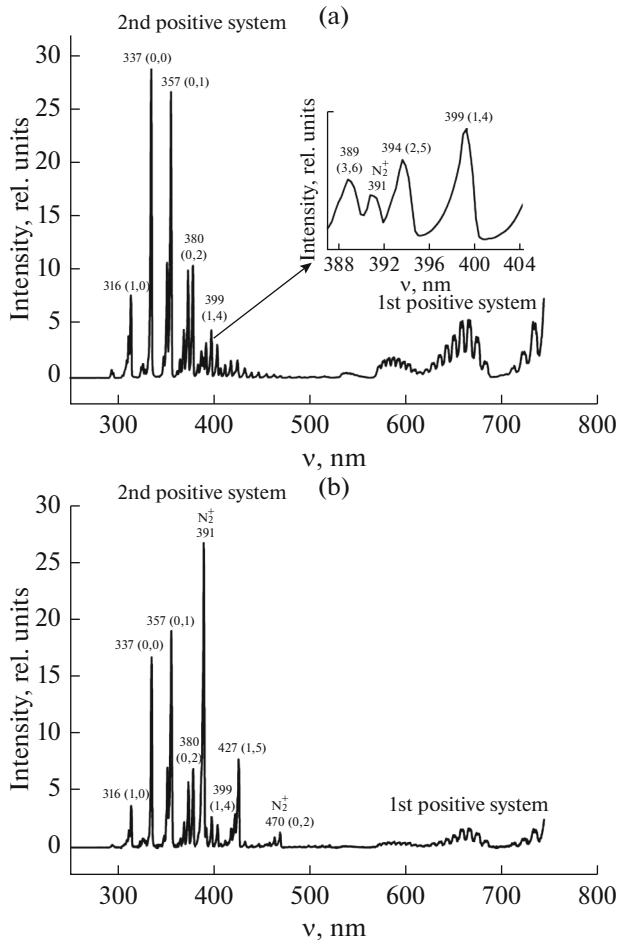 (a)
2nd positive system
337 (0,0)
357 (0,1)
30
25
20
15
10
5
0
Intensity, rel. units
316 (1,0)
380
(0,2)
399
(1,4)
399 (1,4)
394 (2,5)
389
(3,6)
N₂⁺
391
Intensity, rel. units
388 392 396 400 404
ν, nm
1st positive system
300 400 500 600 700 800
ν, nm
(b)
2nd positive system
N₂⁺
391
357 (0,1)
337 (0,0)
30
25
20
15
10
5
0
Intensity, rel. units
316 (1,0)
380
(0,2)
427 (1,5)
399
(1,4)
N₂⁺
470 (0,2)
1st positive system
300 400 500 600 700 800
ν, nm